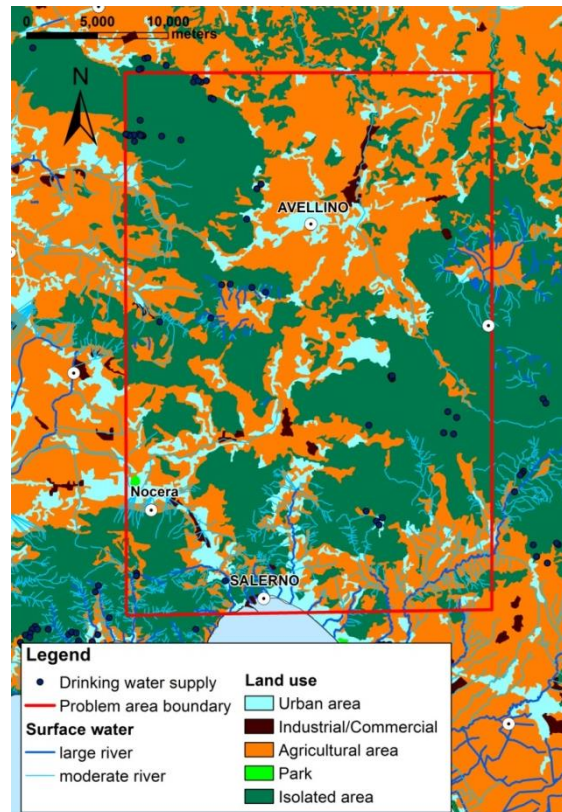 0 5,000 10,000
meters
N
AVELLINO
Nocera
SALERNO
Legend
Drinking water supply
Problem area boundary
Surface water
large river
moderate river
Land use
Urban area
Industrial/Commercial
Agricultural area
Park
Isolated area